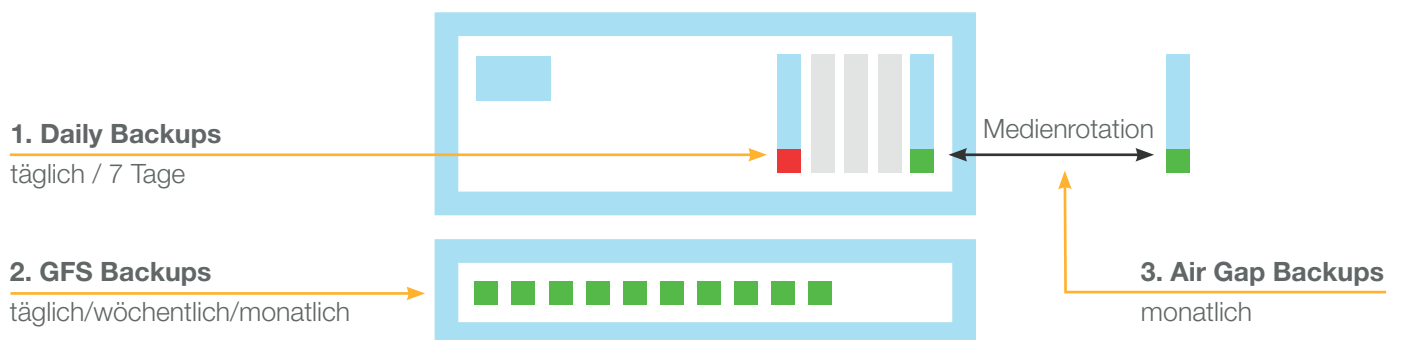 1. Daily Backups
täglich / 7 Tage
Medienrotation
2. GFS Backups
täglich/wöchentlich/monatlich
3. Air Gap Backups
monatlich